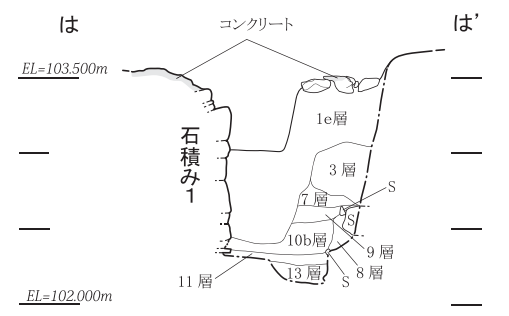 は
は'
コンクリート
EL=103.500m
1e層
石積み1
3層
S
7層
S
10b層
9層
8層
S
11層
13層
EL=102.000m